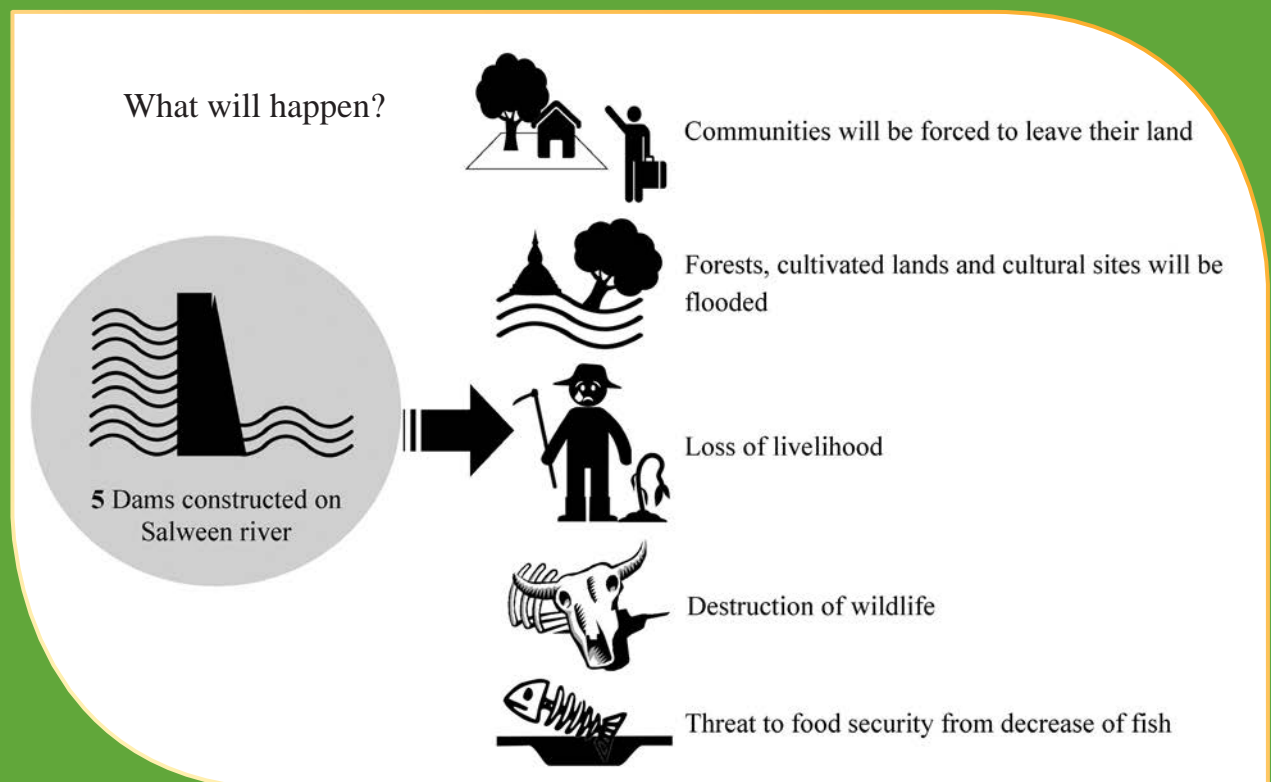 What will happen?
Communities will be forced to leave their land
Forests, cultivated lands and cultural sites will be
flooded
5 Dams constructed on
Salween river
Loss of livelihood
Destruction of wildlife
Threat to food security from decrease of fish